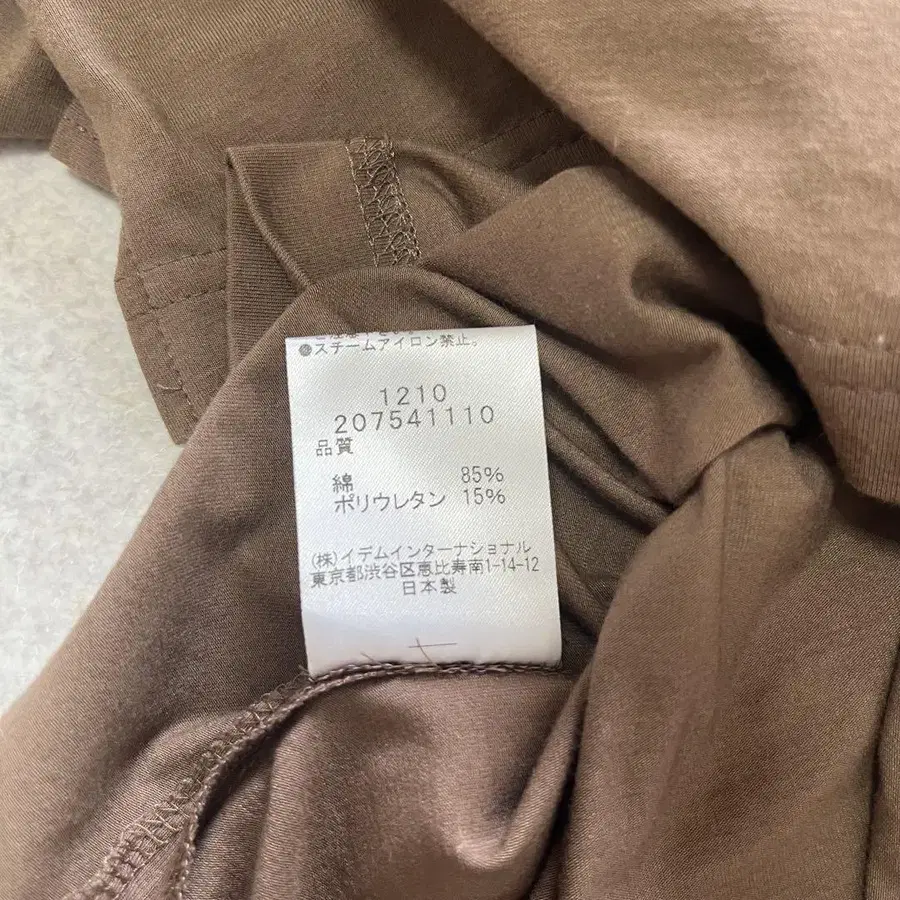 ●スチームアイロン禁止。
1210
207541110
品質
綿 85%
ポリウレタン 15%
(株)イデムインターナショナル
東京都渋谷区恵比寿南1-14-12
日本製